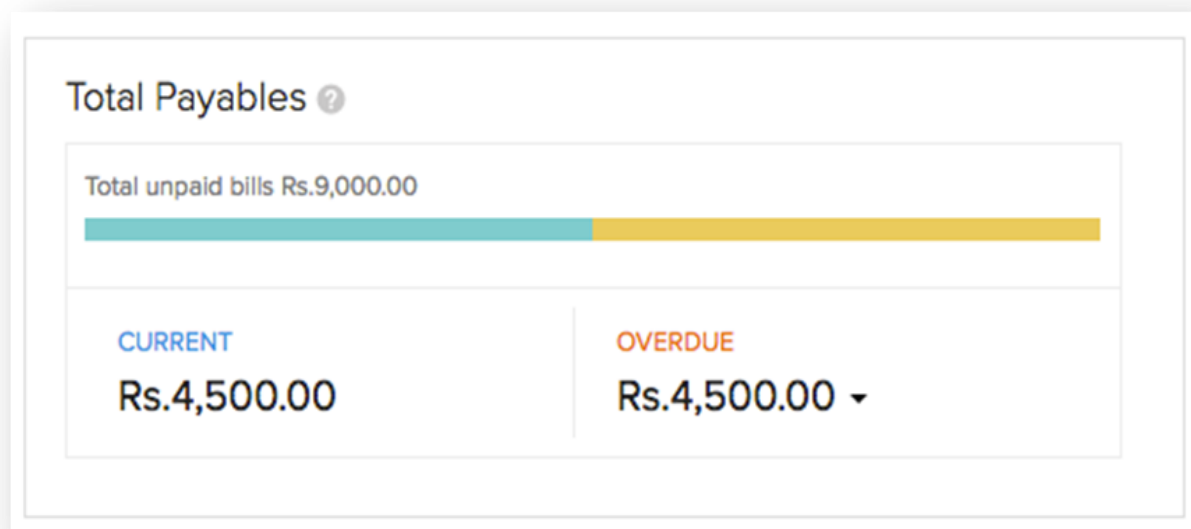 Total Payables ?
Total unpaid bills Rs.9,000.00
CURRENT
Rs.4,500.00
OVERDUE
Rs.4,500.00